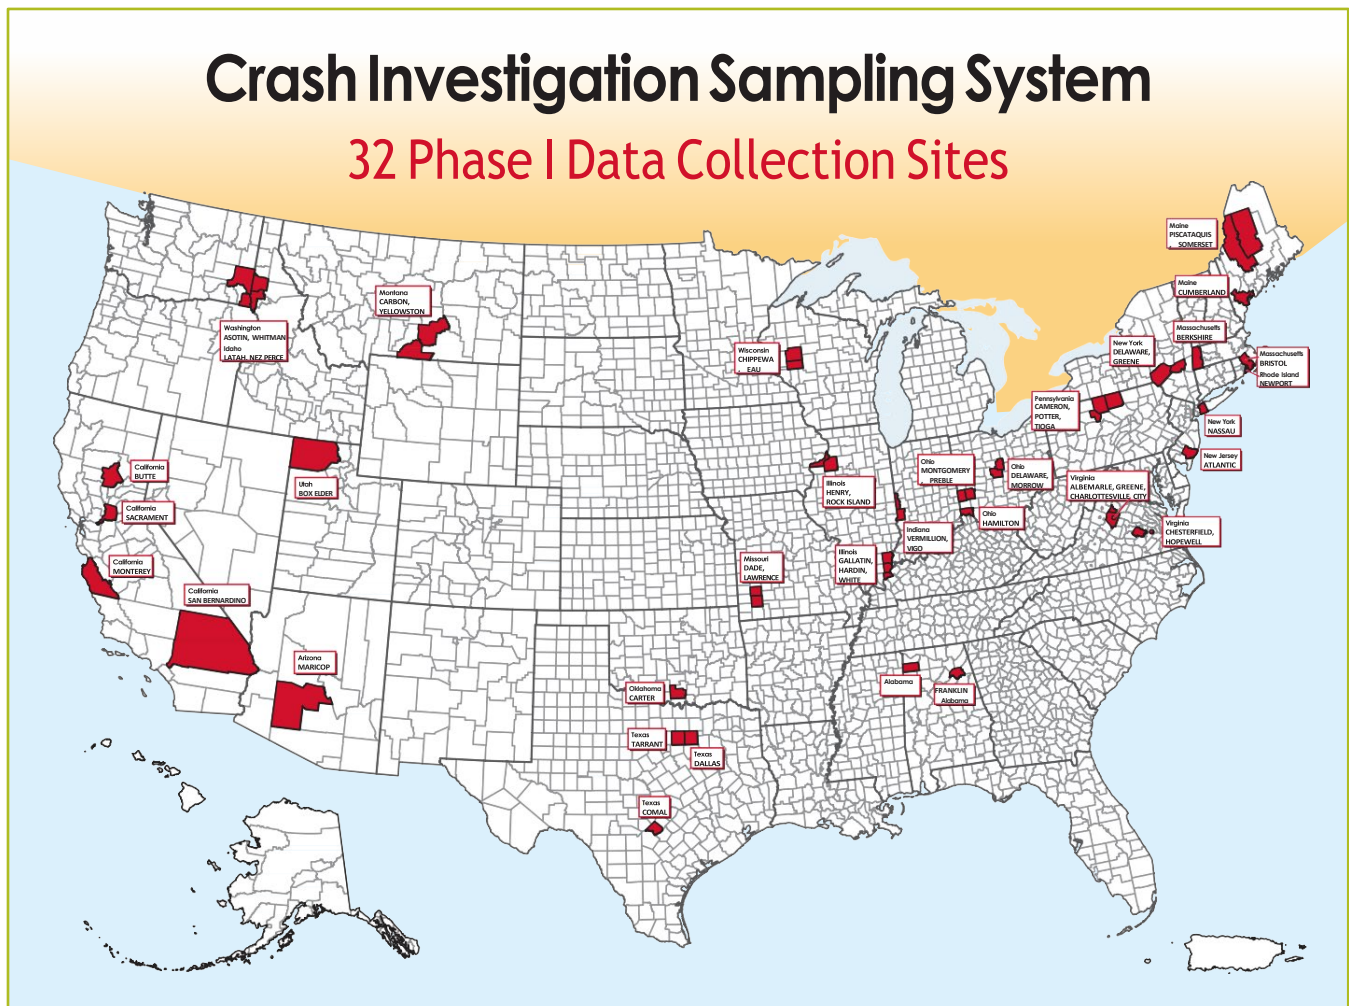 Crash Investigation Sampling System
32 Phase I Data Collection Sites
Maine
PISCATAQUIS
SOMERSET
Maine
CUMBERLAND
Montana
CARBON,
YELLOWSTON
Washington
ASOTIN, WHITMAN
Idaho
LATAH, NEZ PERCE
Massachusetts
BERKSHIRE
New York
DELAWARE,
GREENE
Massachusetts
BRISTOL
Rhode Island
NEWPORT
Wisconsin
CHIPPEWA
EAU
Pennsylvania
CAMERON,
POTTER,
TIOGA
New York
NASSAU
New Jersey
ATLANTIC
California
BUTTE
Utah
BOX ELDER
California
SACRAMENT
Illinois
HENRY,
ROCK ISLAND
Ohio
MONTGOMERY
PREBLE
Ohio
DELAWARE,
MORROW
Virginia
ALBEMARLE, GREENE,
CHARLOTTESVILLE, CITY
Ohio
HAMILTON
Virginia
CHESTERFIELD,
HOPEWELL
Indiana
VERMILLION,
VIGO
Illinois
GALLATIN,
HARDIN,
WHITE
Missouri
DADE,
LAWRENCE
California
MONTEREY
California
SAN BERNARDINO
Arizona
MARICOP
Oklahoma
CARTER
Alabama
FRANKLIN
Alabama
Texas
TARRANT
Texas
DALLAS
Texas
COMAL